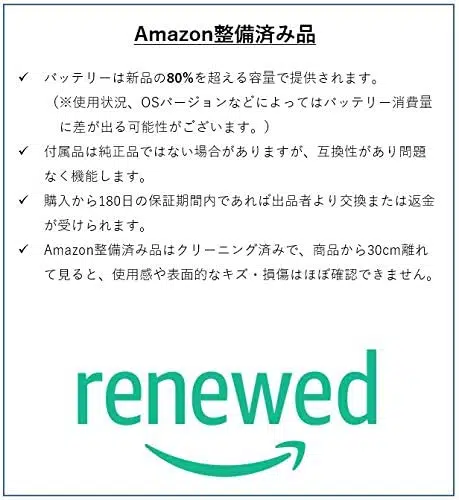 Amazon整備済み品
✓ バッテリーは新品の80%を超える容量で提供されます。
（※使用状況、OSバージョンなどによってはバッテリー消費量
に差が出る可能性がございます。）
✓ 付属品は純正品ではない場合がありますが、互換性があり問題
なく機能します。
✓ 購入から180日の保証期間内であれば出品者より交換または返金
が受けられます。
✓ Amazon整備済み品はクリーニング済みで、商品から30cm離れ
て見ると、使用感や表面的なキズ・損傷はほぼ確認できません。
renewed